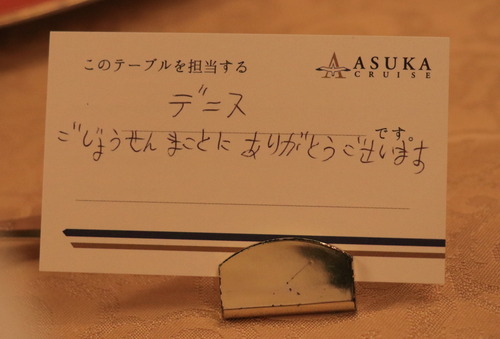 このテーブルを担当する
ASUKA
CRUISE
デニス
です。
ごじょうせん まことに ありがとうございます